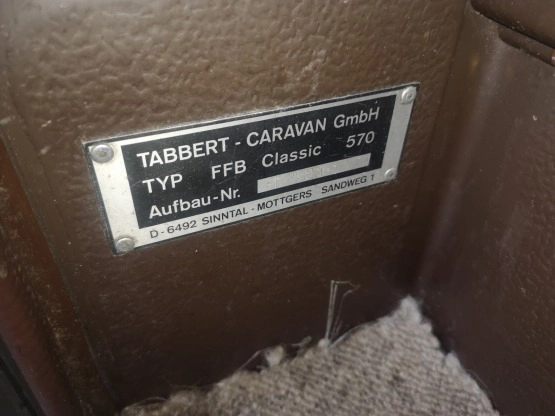 TABBERT - CARAVAN GmbH
TYP FFB Classic 570
Aufbau-Nr.
D-6492 SINNTAL-MOTTGERS SANDWEG 1